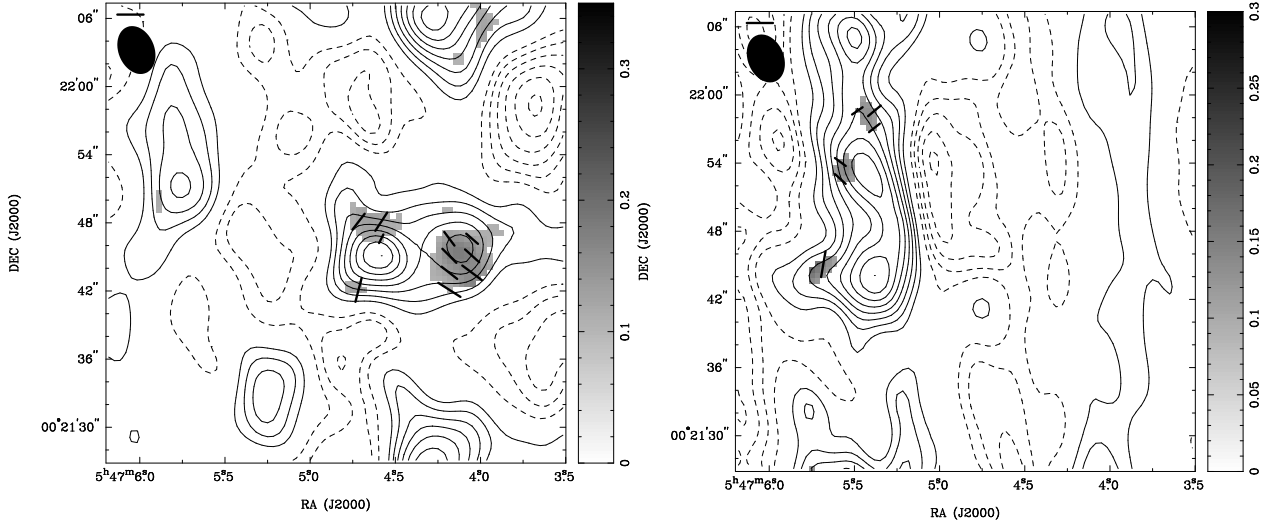 06"
22'00"
54"
48"
42"
36"
00°21'30"
5ʰ47ᵐ6ˢ.0
5ˢ.5
5ˢ.0
4ˢ.5
4ˢ.0
3ˢ.5
RA (J2000)
DEC (J2000)
0.3
0.2
0.1
0
06"
22'00"
54"
48"
42"
36"
00°21'30"
5ʰ47ᵐ6ˢ.0
5ˢ.5
5ˢ.0
4ˢ.5
4ˢ.0
3ˢ.5
RA (J2000)
DEC (J2000)
0.3
0.25
0.2
0.15
0.1
0.05
0